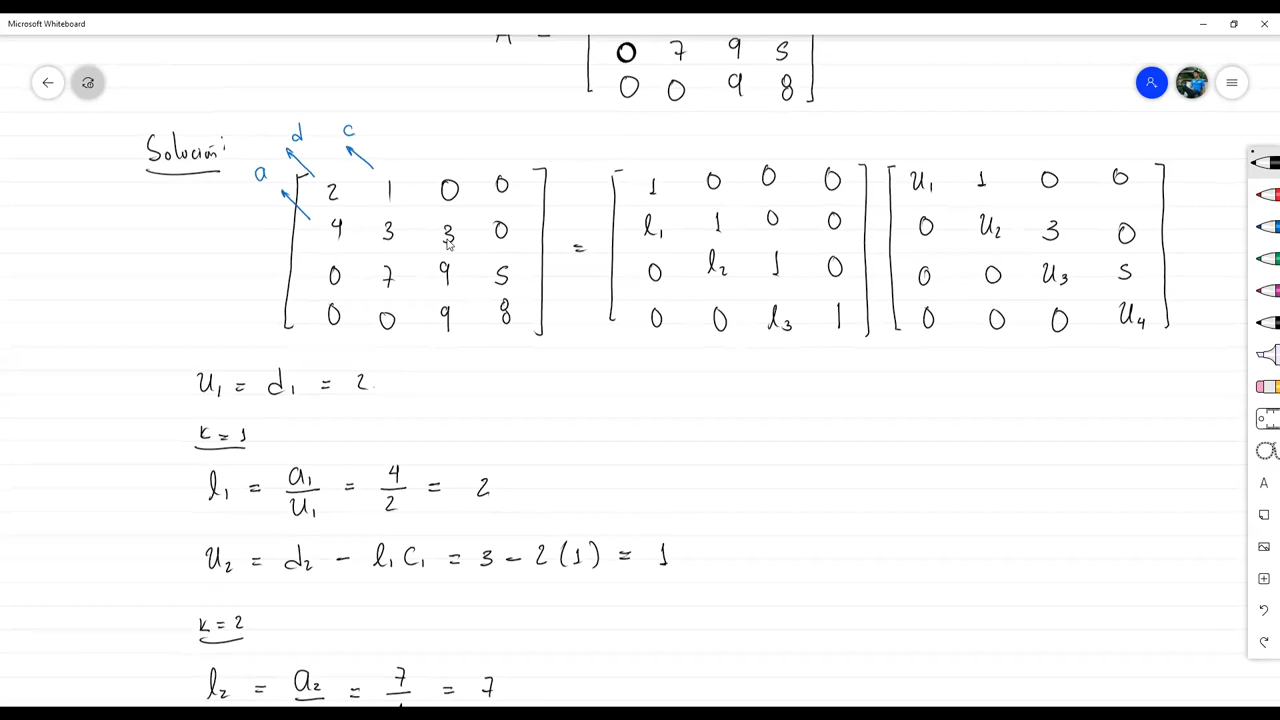 Microsoft Whiteboard
A = [ 0 7 9 5
0 0 9 8 ]
Solución:
a d c
[ 2 1 0 0 ] [ 1 0 0 0 ] [ u₁ 1 0 0 ]
[ 4 3 3 0 ] = [ l₁ 1 0 0 ] [ 0 u₂ 3 0 ]
[ 0 7 9 5 ] [ 0 l₂ 1 0 ] [ 0 0 u₃ 5 ]
[ 0 0 9 8 ] [ 0 0 l₃ 1 ] [ 0 0 0 u₄ ]
u₁ = d₁ = 2.
k = 1
l₁ = a₁/u₁ = 4/2 = 2
u₂ = d₂ - l₁ c₁ = 3 - 2(1) = 1
k = 2
l₂ = a₂ = 7 = 7
A